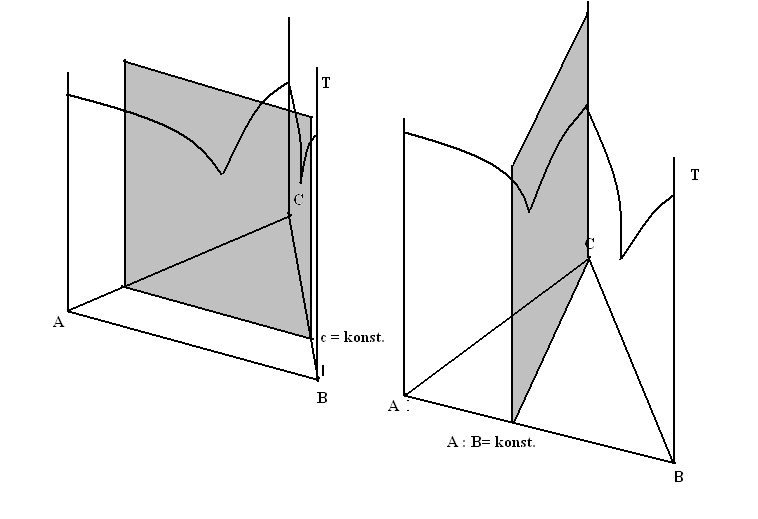 T
C
A
c = konst.
B
T
C
A :
A : B= konst.
B